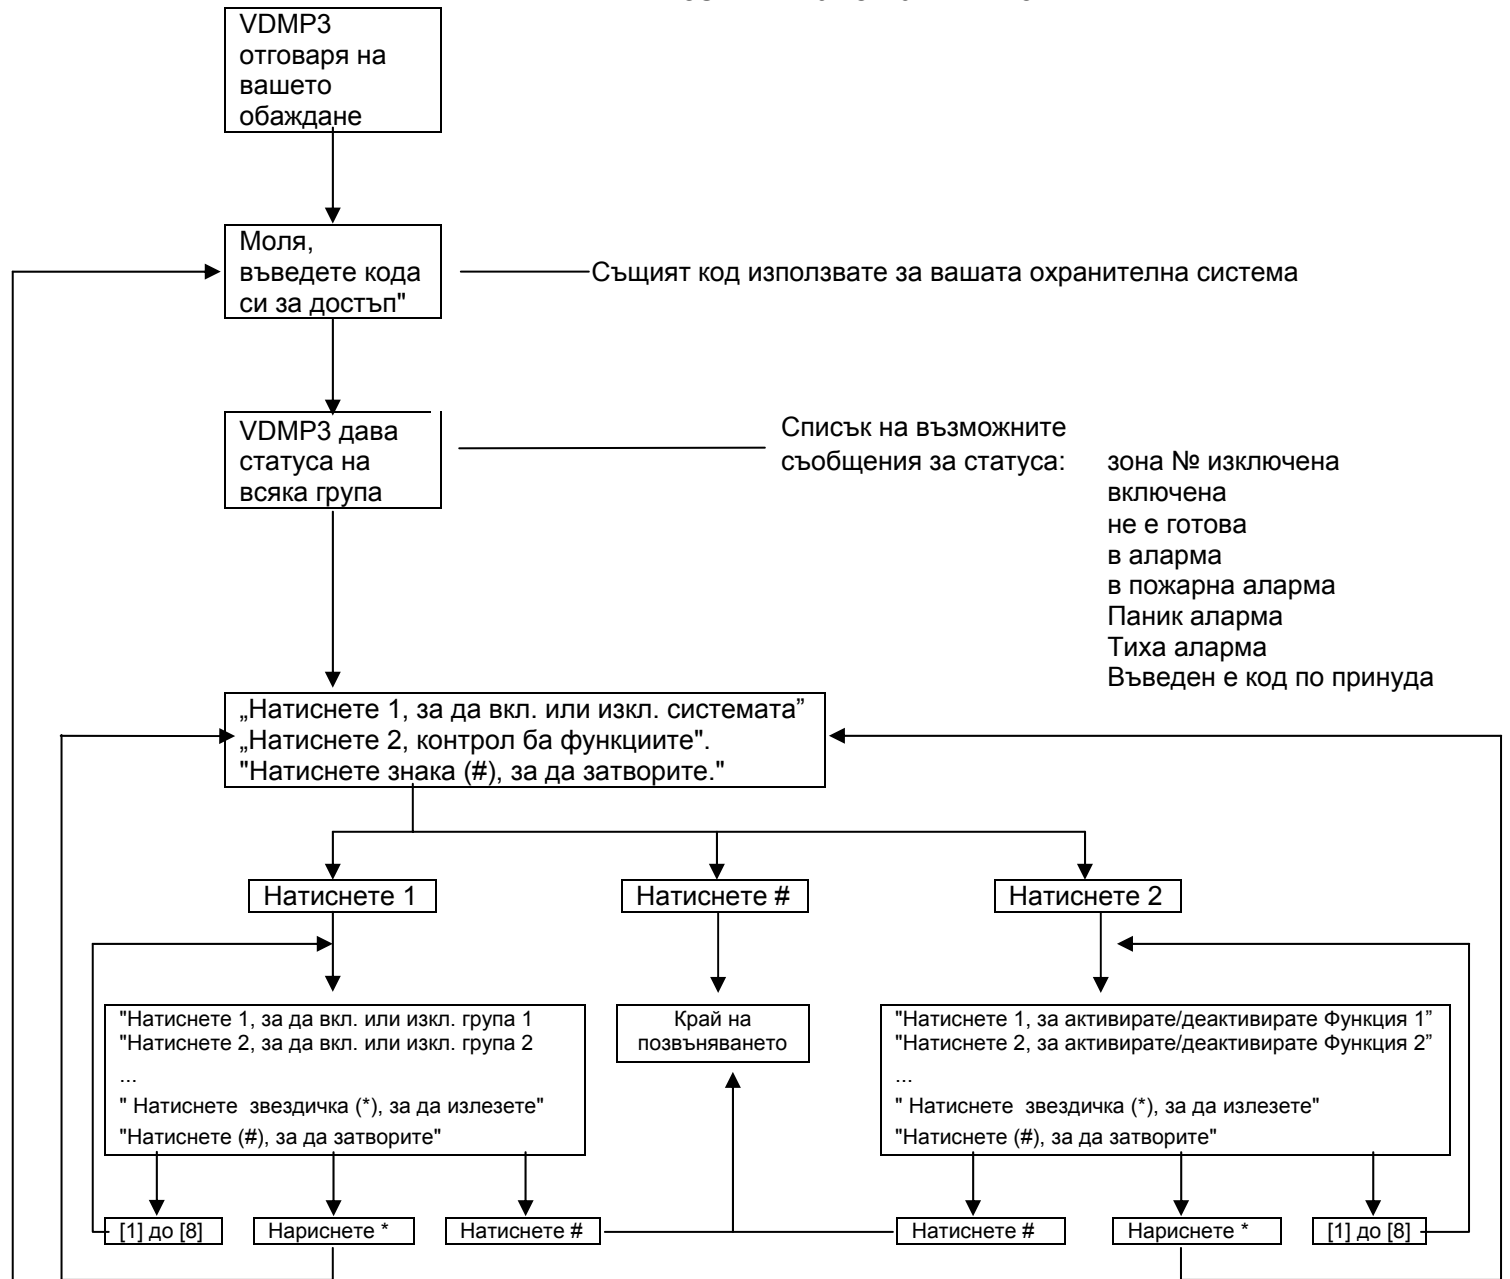 VDMP3
отговаря на
вашето
обаждане
Моля,
въведете кода
си за достъп"
Същият код използвате за вашата охранителна система
VDMP3 дава
статуса на
всяка група
Списък на възможните
съобщения за статуса:
зона № изключена
включена
не е готова
в аларма
в пожарна аларма
Паник аларма
Тиха аларма
Въведен е код по принуда
„Натиснете 1, за да вкл. или изкл. системата”
„Натиснете 2, контрол ба функциите".
"Натиснете знака (#), за да затворите."
Натиснете 1
Натиснете #
Натиснете 2
"Натиснете 1, за да вкл. или изкл. група 1
"Натиснете 2, за да вкл. или изкл. група 2
...
" Натиснете звездичка (*), за да излезете"
"Натиснете (#), за да затворите"
Край на
позвъняването
"Натиснете 1, за активирате/деактивирате Функция 1”
"Натиснете 2, за активирате/деактивирате Функция 2”
...
" Натиснете звездичка (*), за да излезете"
"Натиснете (#), за да затворите"
[1] до [8]
Нариснете *
Натиснете #
Натиснете #
Нариснете *
[1] до [8]